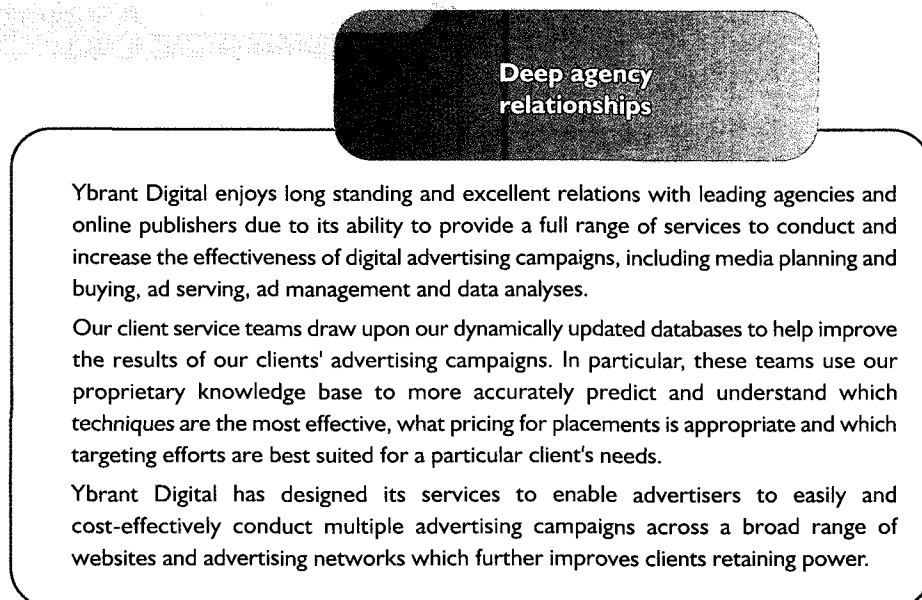 Deep agency
relationships
Ybrant Digital enjoys long standing and excellent relations with leading agencies and
online publishers due to its ability to provide a full range of services to conduct and
increase the effectiveness of digital advertising campaigns, including media planning and
buying, ad serving, ad management and data analyses.
Our client service teams draw upon our dynamically updated databases to help improve
the results of our clients' advertising campaigns. In particular, these teams use our
proprietary knowledge base to more accurately predict and understand which
techniques are the most effective, what pricing for placements is appropriate and which
targeting efforts are best suited for a particular client's needs.
Ybrant Digital has designed its services to enable advertisers to easily and
cost-effectively conduct multiple advertising campaigns across a broad range of
websites and advertising networks which further improves clients retaining power.